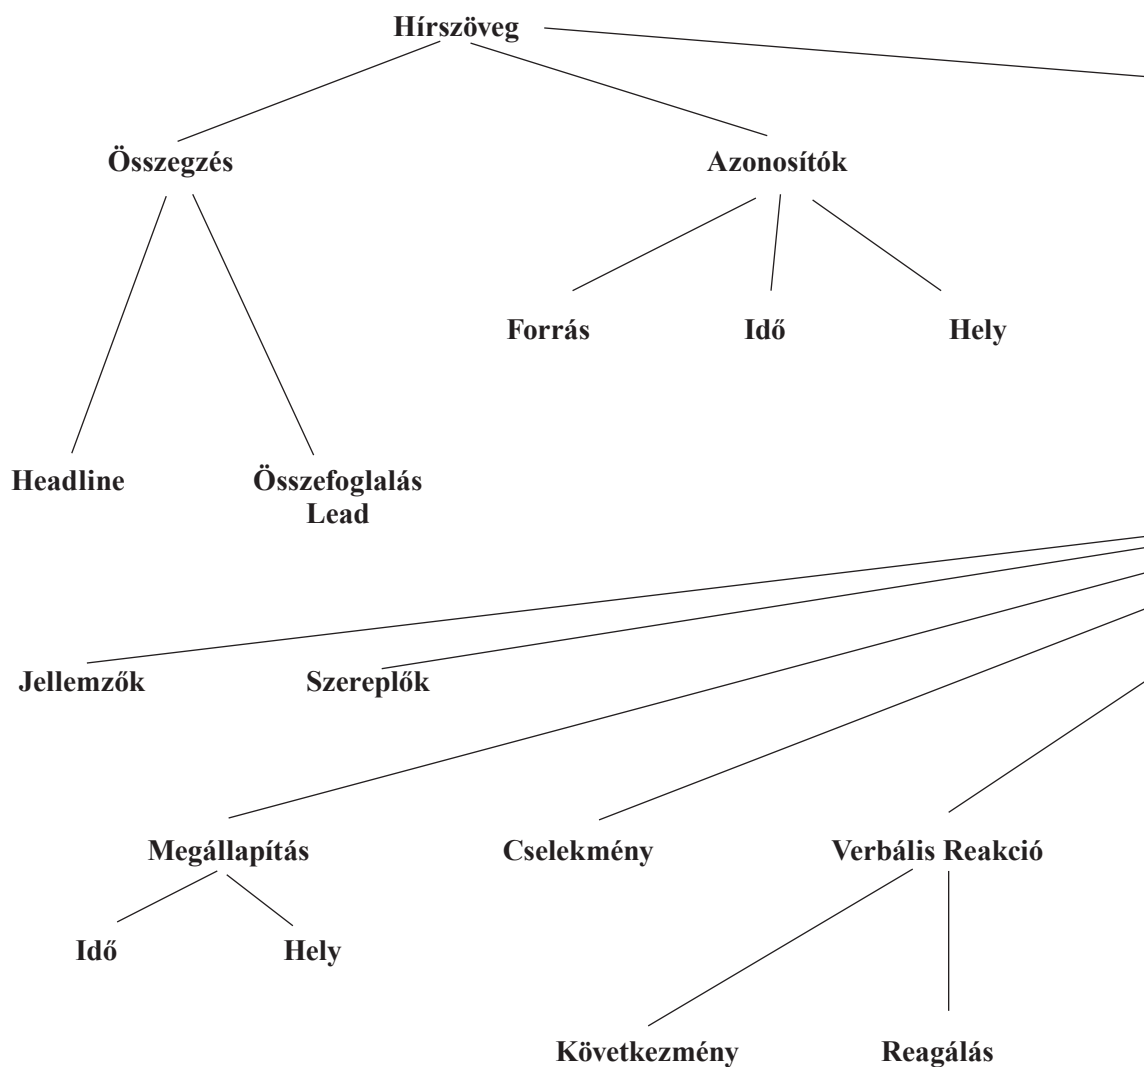 Hírszöveg
Összegzés
Azonosítók
Forrás
Idő
Hely
Headline
Összefoglalás
Lead
Jellemzők
Szereplők
Megállapítás
Cselekmény
Verbális Reakció
Idő
Hely
Következmény
Reagálás